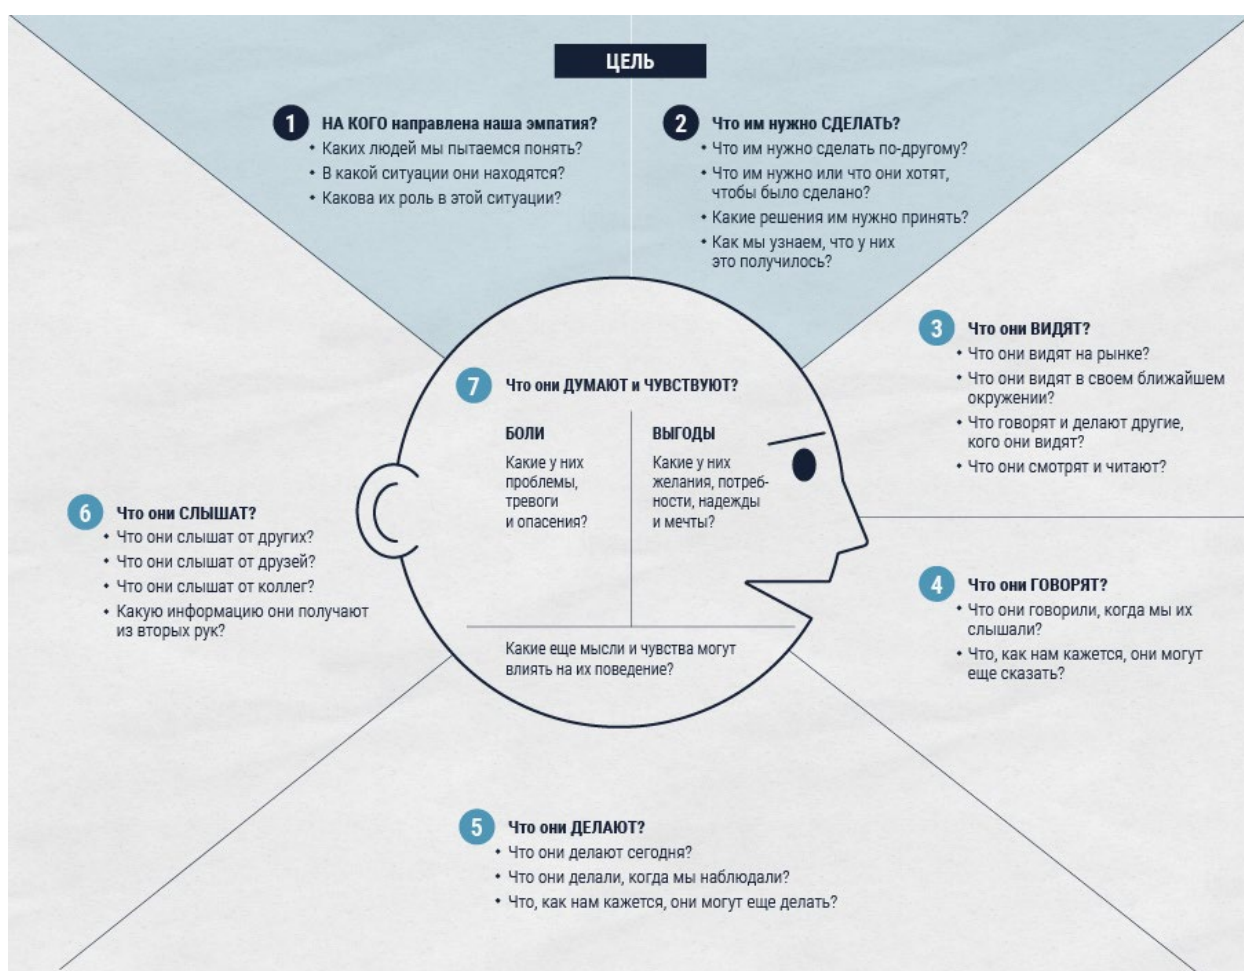 ЦЕЛЬ
1
НА КОГО направлена наша эмпатия?
• Каких людей мы пытаемся понять?
• В какой ситуации они находятся?
• Какова их роль в этой ситуации?
2
Что им нужно СДЕЛАТЬ?
• Что им нужно сделать по-другому?
• Что им нужно или что они хотят,
чтобы было сделано?
• Какие решения им нужно принять?
• Как мы узнаем, что у них
это получилось?
3
Что они ВИДЯТ?
• Что они видят на рынке?
• Что они видят в своем ближайшем
окружении?
• Что говорят и делают другие,
кого они видят?
• Что они смотрят и читают?
4
Что они ГОВОРЯТ?
• Что они говорили, когда мы их
слышали?
• Что, как нам кажется, они могут
еще сказать?
5
Что они ДЕЛАЮТ?
• Что они делают сегодня?
• Что они делали, когда мы наблюдали?
• Что, как нам кажется, они могут еще делать?
6
Что они СЛЫШАТ?
• Что они слышат от других?
• Что они слышат от друзей?
• Что они слышат от коллег?
• Какую информацию они получают
из вторых рук?
7
Что они ДУМАЮТ и ЧУВСТВУЮТ?
БОЛИ
Какие у них
проблемы,
тревоги
и опасения?
ВЫГОДЫ
Какие у них
желания, потреб-
ности, надежды
и мечты?
Какие еще мысли и чувства могут
влиять на их поведение?